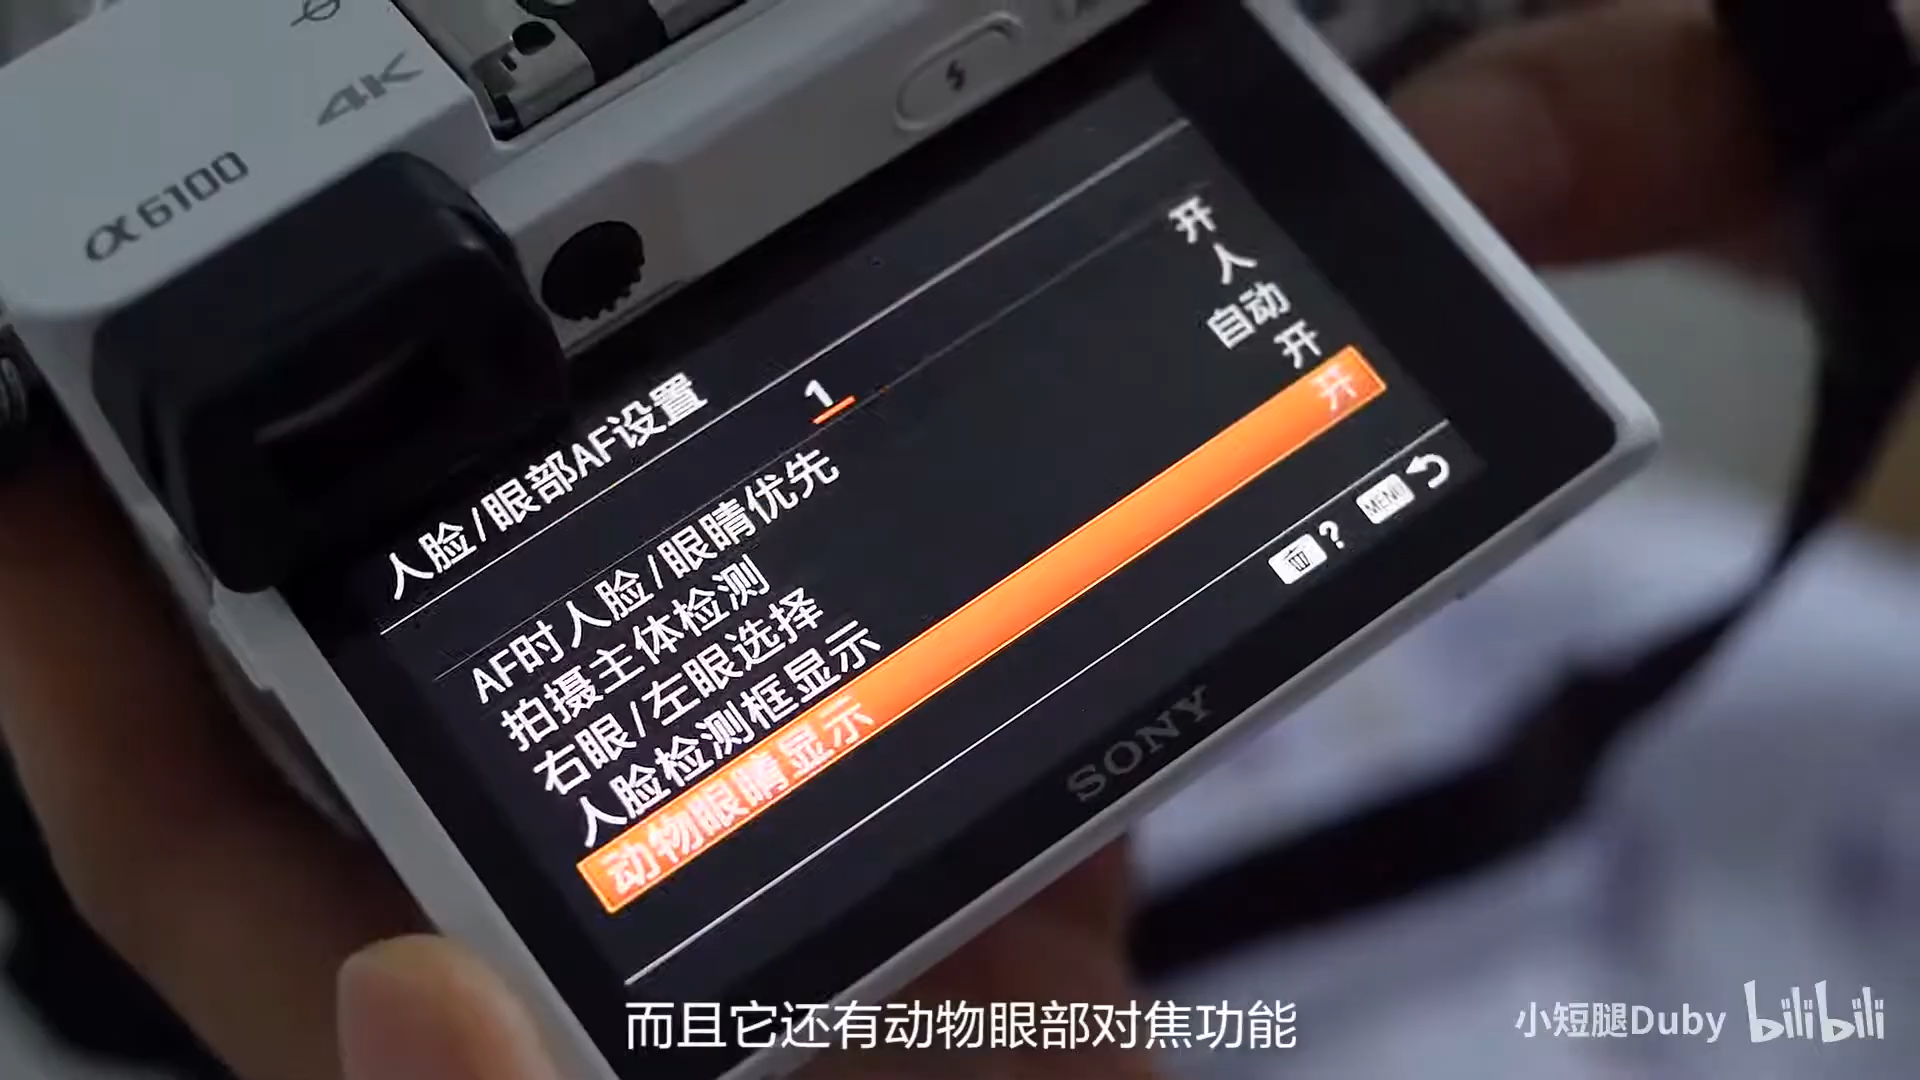 4K
α6100
人脸/眼部AF设置
1
AF时人脸/眼睛优先 开
拍摄主体检测 人
右眼/左眼选择 自动
人脸检测框显示 开
动物眼睛显示 开
? MENU
SONY
而且它还有动物眼部对焦功能
小短腿Duby bilibili